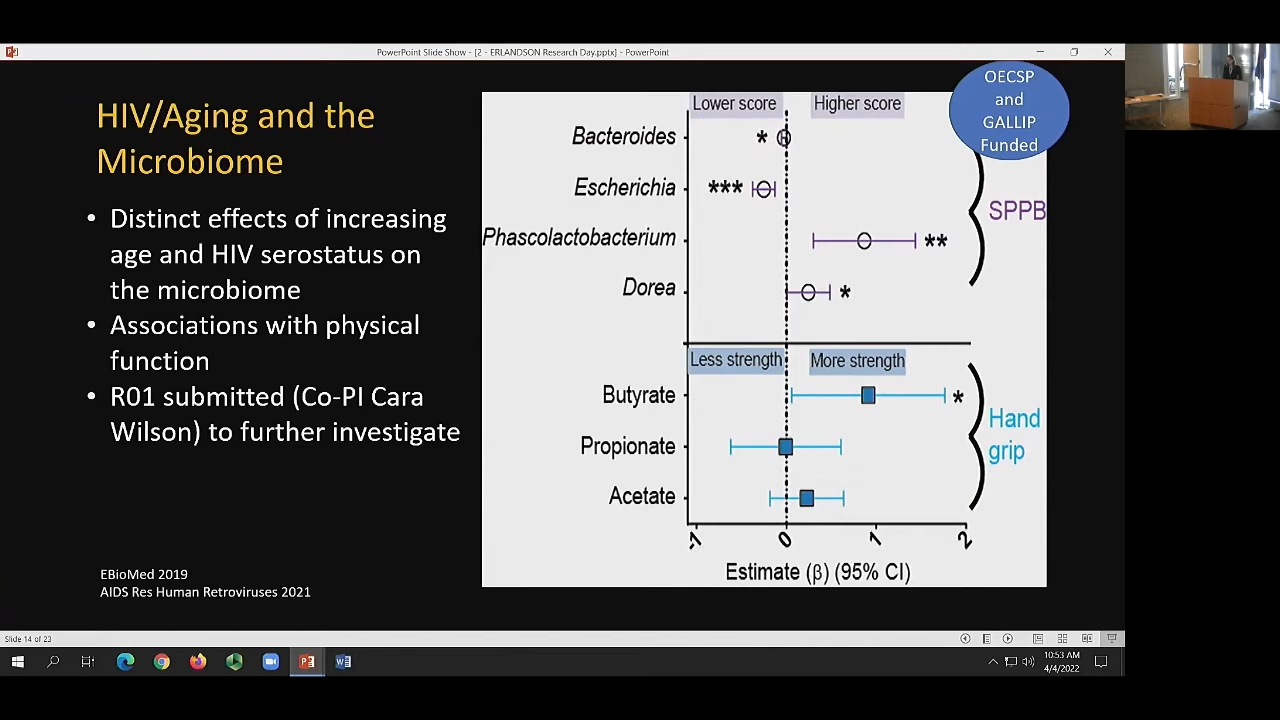 PowerPoint Slide Show - [2 - ERLANDSON Research Day.pptx] - PowerPoint
HIV/Aging and the
Microbiome
• Distinct effects of increasing
age and HIV serostatus on
the microbiome
• Associations with physical
function
• R01 submitted (Co-PI Cara
Wilson) to further investigate
EBioMed 2019
AIDS Res Human Retroviruses 2021
OECSP
and
GALLIP
Funded
Lower score
Higher score
Bacteroides
*
Escherichia
***
Phascolactobacterium
**
Dorea
*
SPPB
Less strength
More strength
Butyrate
*
Propionate
Acetate
Hand
grip
-1 0 1 2
Estimate (β) (95% CI)
Slide 14 of 23
10:53 AM
4/4/2022